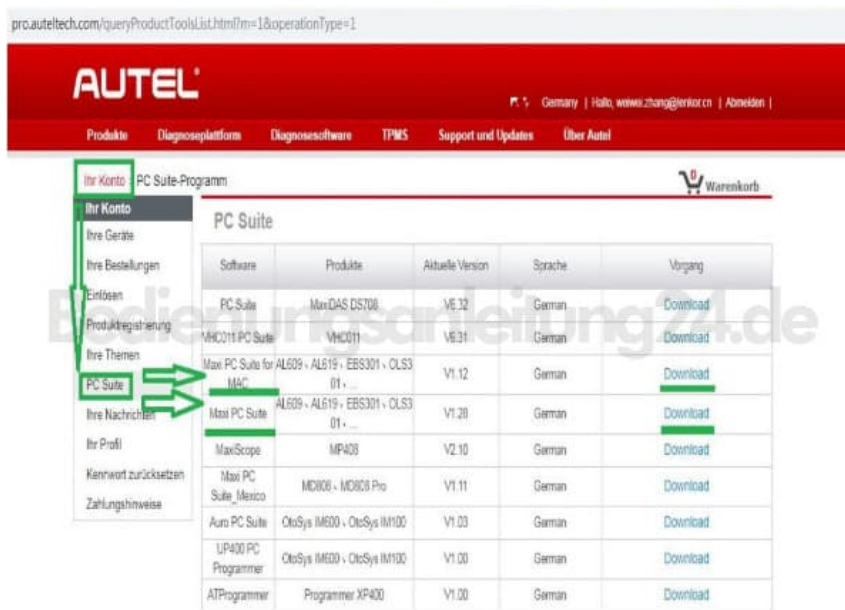 pro.auteltech.com/queryProductToolsList.html?m=1&operationType=1
AUTEL
Germany | Hallo, weiwei.zhang@lenkor.cn | Abmelden |
Produkte Diagnoseplattform Diagnosesoftware TPMS Support und Updates Über Autel
Ihr Konto PC Suite-Programm
0
Warenkorb
Ihr Konto
Ihre Geräte
Ihre Bestellungen
Einlösen
Produktregistrierung
Ihre Themen
PC Suite
Ihre Nachrichten
Ihr Profil
Kennwort zurücksetzen
Zahlungshinweise
PC Suite
Software Produkte Aktuelle Version Sprache Vorgang
PC Suite MaxiDAS DS708 V6.32 German Download
VHC011 PC Suite VHC011 V6.31 German Download
Maxi PC Suite for AL609、AL619、EBS301、OLS3
MAC 01、... V1.12 German Download
Maxi PC Suite AL609、AL619、EBS301、OLS3
01、... V1.28 German Download
MaxiScope MP408 V2.10 German Download
Maxi PC
Suite_Mexico MD808、MD808 Pro V1.11 German Download
Auro PC Suite OtoSys IM600、OtoSys IM100 V1.03 German Download
UP400 PC
Programmer OtoSys IM600、OtoSys IM100 V1.00 German Download
ATProgrammer Programmer XP400 V1.00 German Download
Bedienungsanleitung24.de